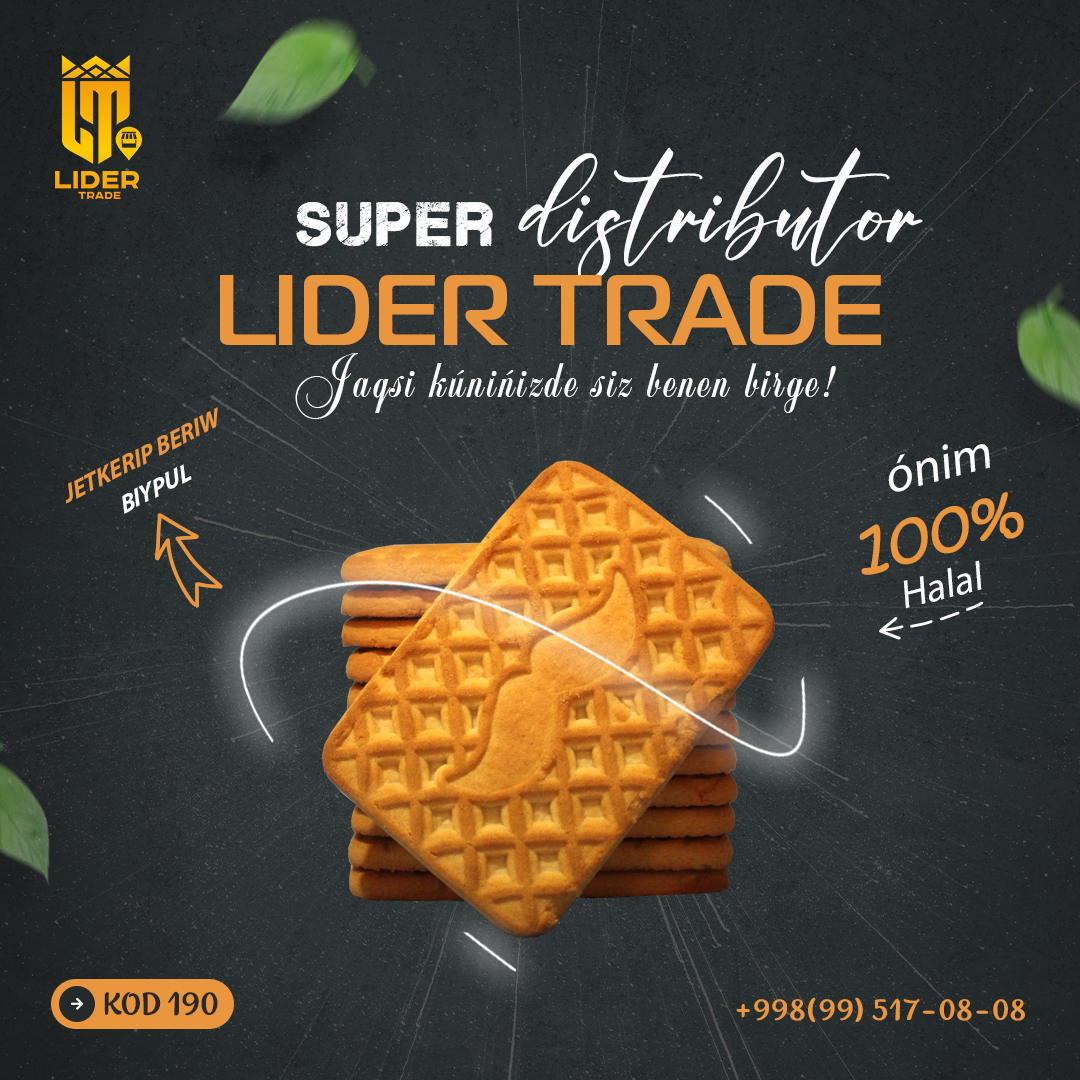 LIDER
TRADE
SUPER distributor
LIDER TRADE
Jaqsi kúnińizde siz benen birge!
JETKERIP BERIW
BIYPUL
ónim
100%
Halal
KOD 190
+998(99) 517-08-08